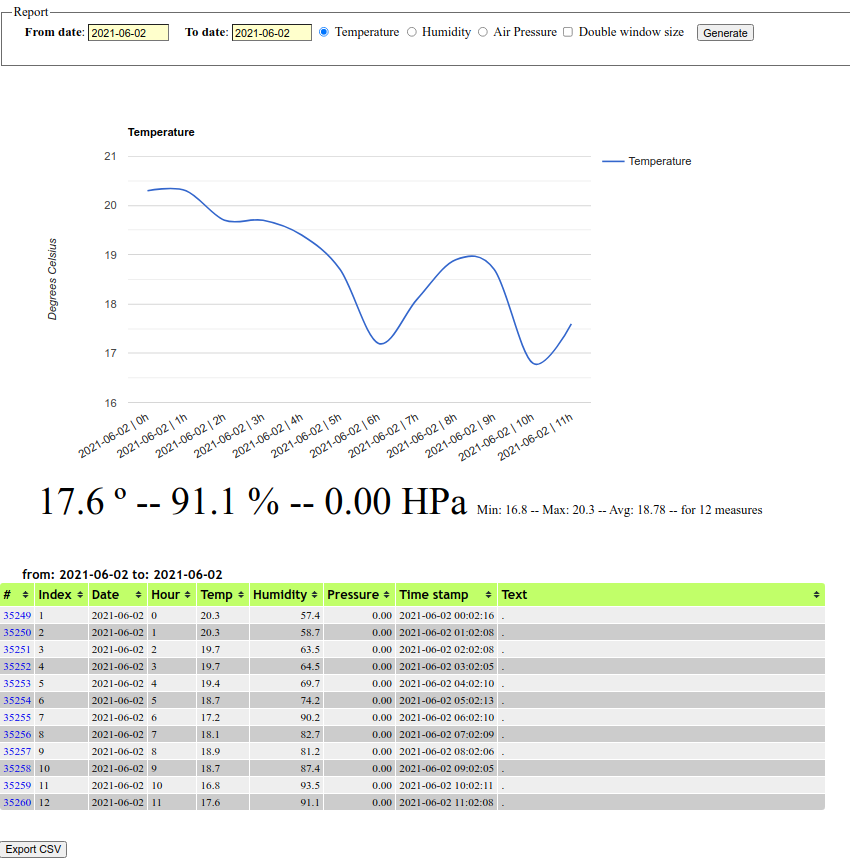 Report
From date: 2021-06-02 To date: 2021-06-02 Temperature Humidity Air Pressure Double window size Generate
Temperature
21
Temperature
20
19
18
17
16
Degrees Celsius
2021-06-02 | 0h
2021-06-02 | 1h
2021-06-02 | 2h
2021-06-02 | 3h
2021-06-02 | 4h
2021-06-02 | 5h
2021-06-02 | 6h
2021-06-02 | 7h
2021-06-02 | 8h
2021-06-02 | 9h
2021-06-02 | 10h
2021-06-02 | 11h
17.6 º -- 91.1 % -- 0.00 HPa Min: 16.8 -- Max: 20.3 -- Avg: 18.78 -- for 12 measures
from: 2021-06-02 to: 2021-06-02
# Index Date Hour Temp Humidity Pressure Time stamp Text
35249 1 2021-06-02 0 20.3 57.4 0.00 2021-06-02 00:02:16 .
35250 2 2021-06-02 1 20.3 58.7 0.00 2021-06-02 01:02:08 .
35251 3 2021-06-02 2 19.7 63.5 0.00 2021-06-02 02:02:08 .
35252 4 2021-06-02 3 19.7 64.5 0.00 2021-06-02 03:02:05 .
35253 5 2021-06-02 4 19.4 69.7 0.00 2021-06-02 04:02:10 .
35254 6 2021-06-02 5 18.7 74.2 0.00 2021-06-02 05:02:13 .
35255 7 2021-06-02 6 17.2 90.2 0.00 2021-06-02 06:02:10 .
35256 8 2021-06-02 7 18.1 82.7 0.00 2021-06-02 07:02:09 .
35257 9 2021-06-02 8 18.9 81.2 0.00 2021-06-02 08:02:06 .
35258 10 2021-06-02 9 18.7 87.4 0.00 2021-06-02 09:02:05 .
35259 11 2021-06-02 10 16.8 93.5 0.00 2021-06-02 10:02:11 .
35260 12 2021-06-02 11 17.6 91.1 0.00 2021-06-02 11:02:08 .
Export CSV